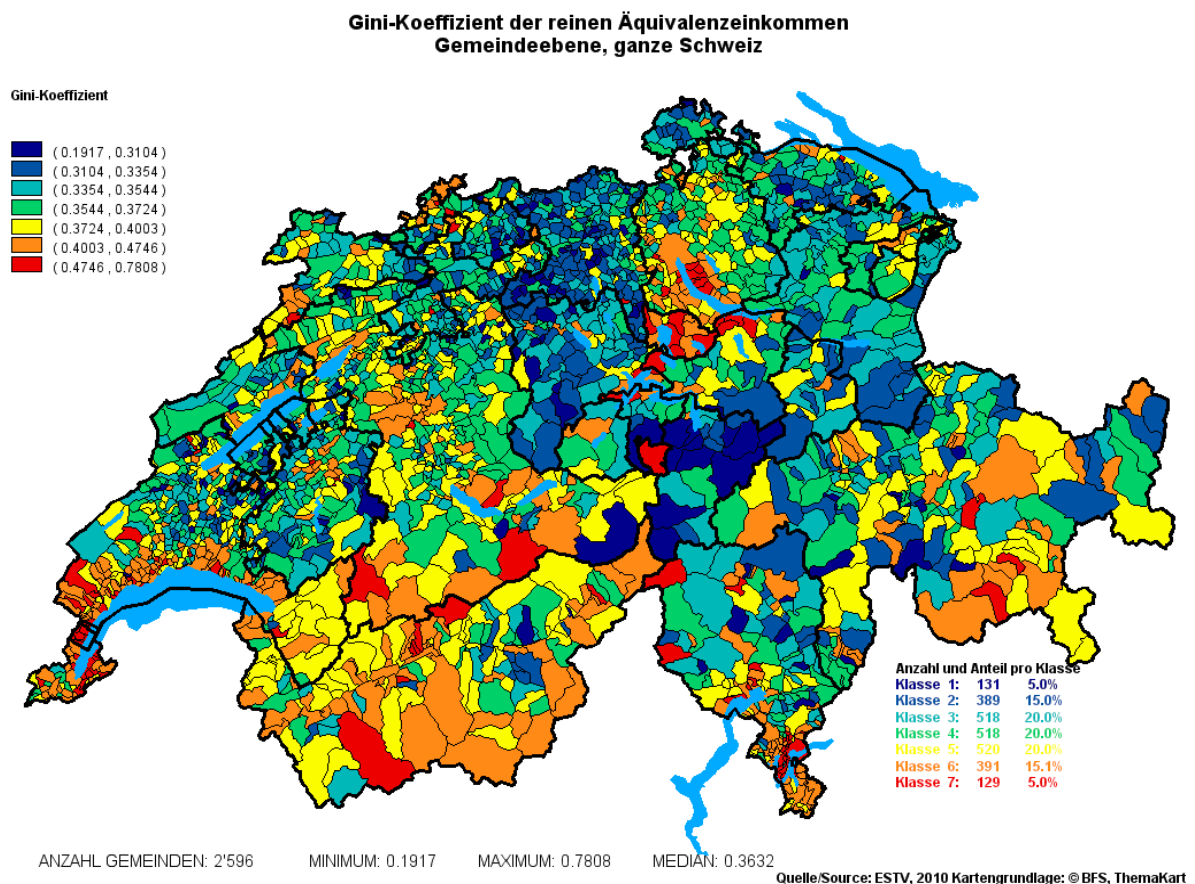 Gini-Koeffizient der reinen Äquivalenzeinkommen
Gemeindeebene, ganze Schweiz
Gini-Koeffizient
( 0.1917 , 0.3104 )
( 0.3104 , 0.3354 )
( 0.3354 , 0.3544 )
( 0.3544 , 0.3724 )
( 0.3724 , 0.4003 )
( 0.4003 , 0.4746 )
( 0.4746 , 0.7808 )
Anzahl und Anteil pro Klasse
Klasse 1: 131 5.0%
Klasse 2: 389 15.0%
Klasse 3: 518 20.0%
Klasse 4: 518 20.0%
Klasse 5: 520 20.0%
Klasse 6: 391 15.1%
Klasse 7: 129 5.0%
ANZAHL GEMEINDEN: 2'596 MINIMUM: 0.1917 MAXIMUM: 0.7808 MEDIAN: 0.3632
Quelle/Source: ESTV, 2010 Kartengrundlage: © BFS, ThemaKart